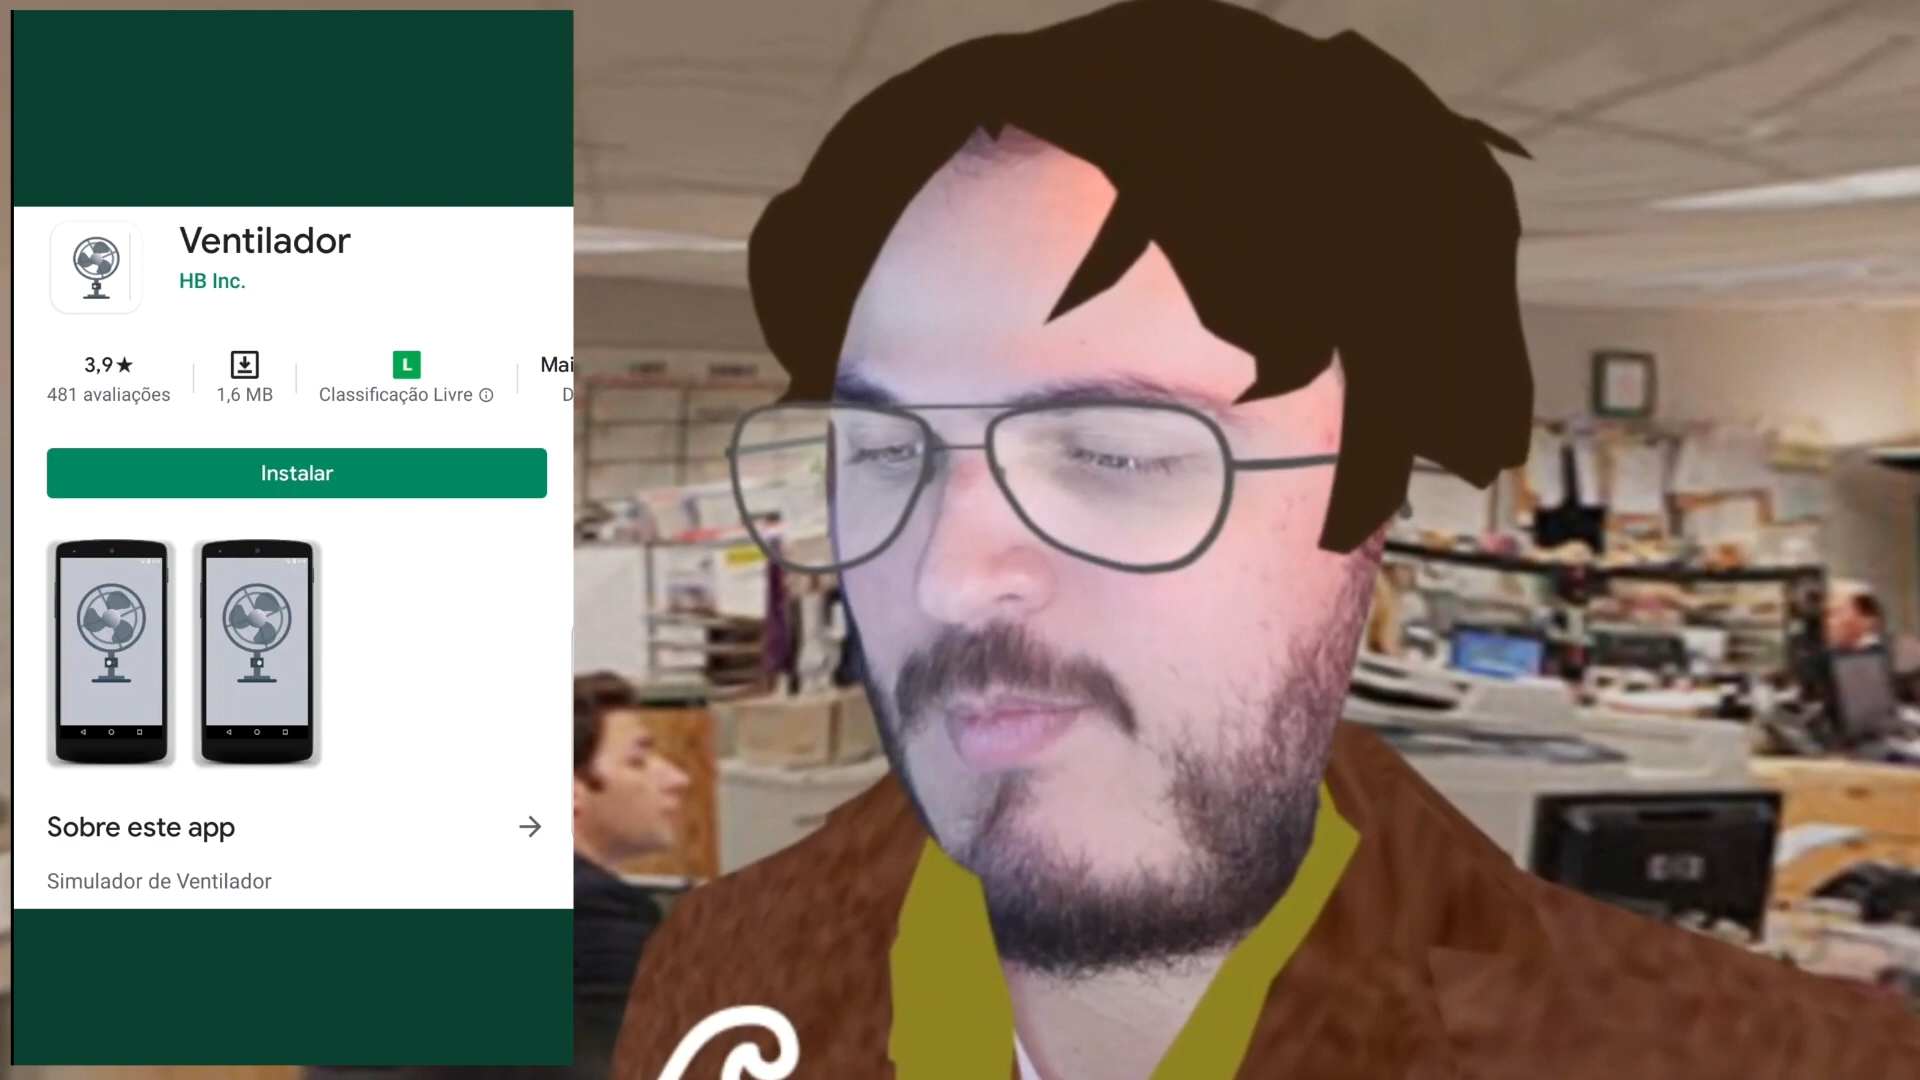 Ventilador
HB Inc.
3,9★
L
Mai
481 avaliações
1,6 MB
Classificação Livre
D
Instalar
Sobre este app
Simulador de Ventilador